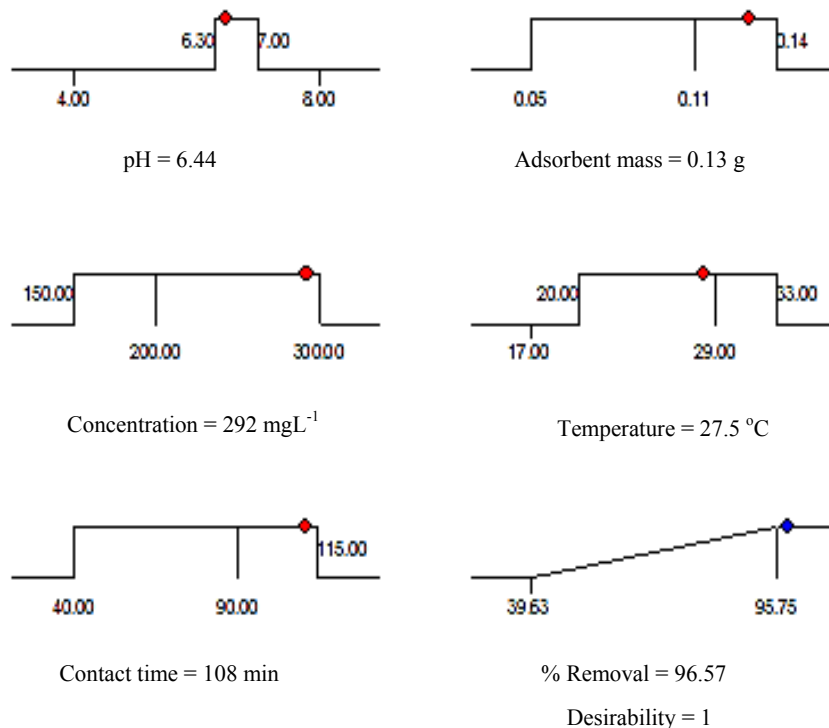 6.30 7.00
4.00 8.00
pH = 6.44
0.14
0.05 0.11
Adsorbent mass = 0.13 g
150.00
200.00 300.00
Concentration = 292 mgL-1
20.00 33.00
17.00 29.00
Temperature = 27.5 oC
115.00
40.00 90.00
Contact time = 108 min
39.63 95.75
% Removal = 96.57
Desirability = 1